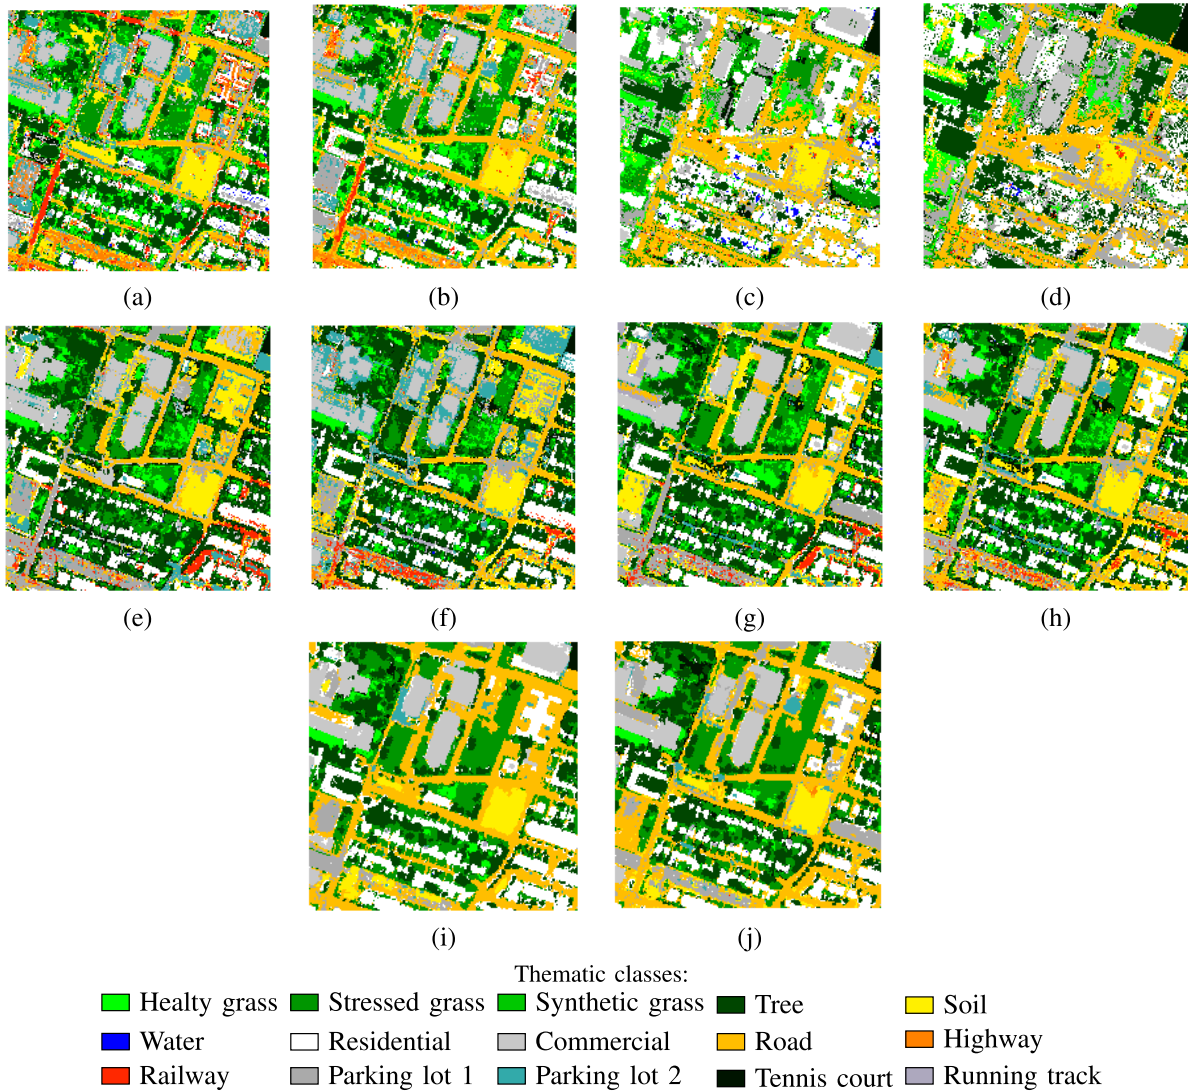 (a) (b) (c) (d)
(e) (f) (g) (h)
(i) (j)
Thematic classes:
Healty grass Stressed grass Synthetic grass Tree Soil
Water Residential Commercial Road Highway
Railway Parking lot 1 Parking lot 2 Tennis court Running track